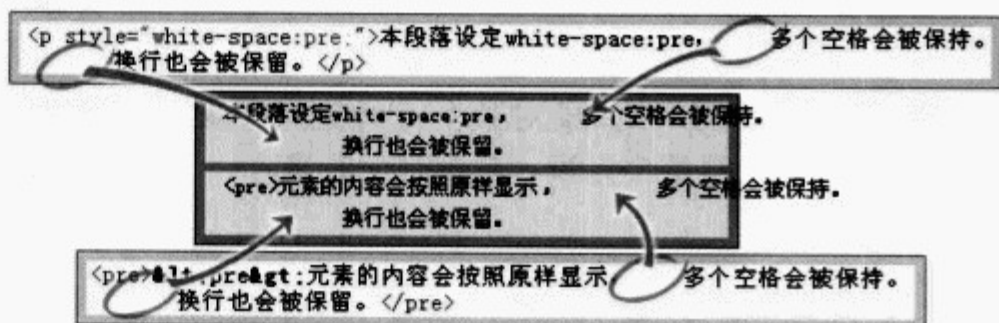 <p style="white-space:pre;">本段落设定white-space:pre，      多个空格会被保持。
      换行也会被保留。</p>
本段落设定white-space:pre，      多个空格会被保持。
      换行也会被保留。
<pre>元素的内容会按照原样显示，      多个空格会被保持。
      换行也会被保留。
<pre>&lt;pre&gt;元素的内容会按照原样显示      多个空格会被保持。
      换行也会被保留。</pre>